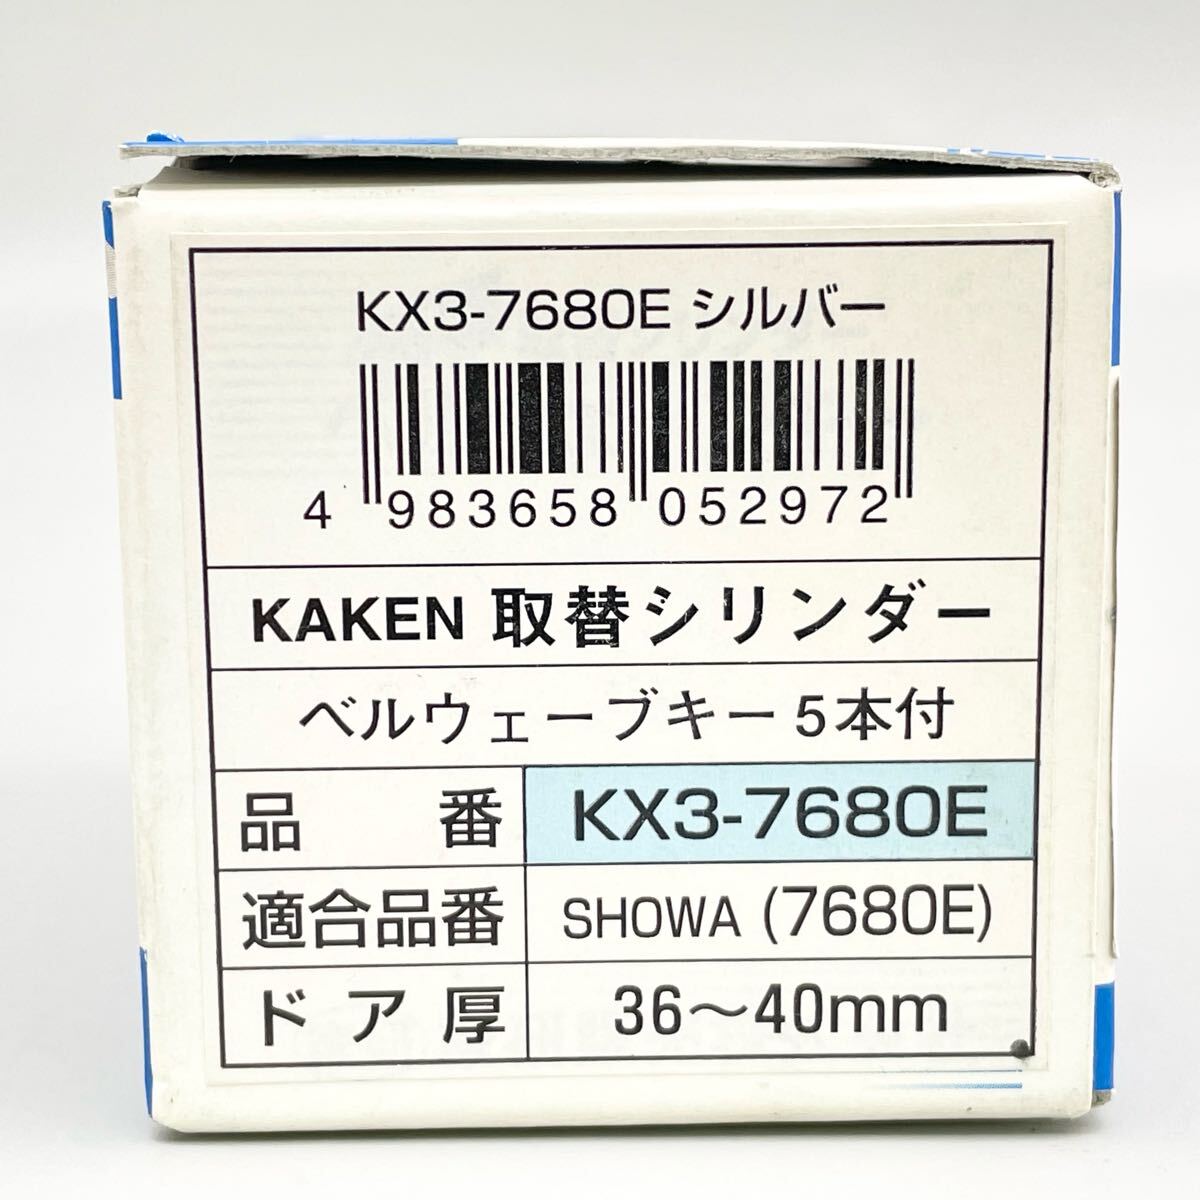 KX3-7680E シルバー
4 983658 052972
KAKEN 取替シリンダー
ベルウェーブキー5本付
品番 KX3-7680E
適合品番 SHOWA (7680E)
ドア厚 36〜40mm